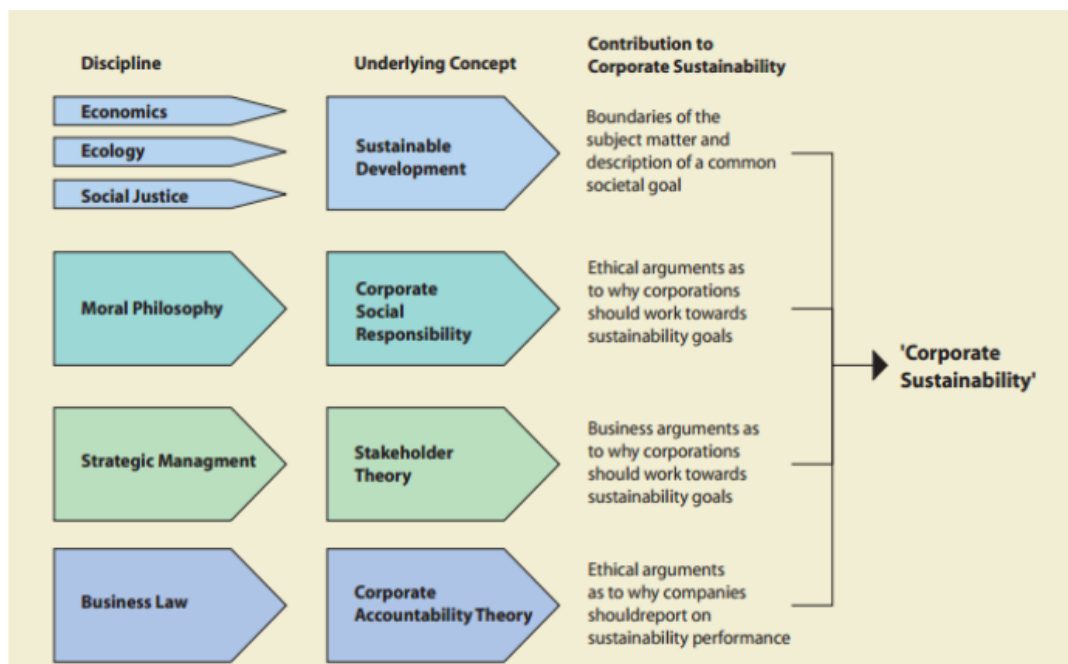 Discipline
Underlying Concept
Contribution to
Corporate Sustainability
Economics
Ecology
Social Justice
Sustainable
Development
Boundaries of the
subject matter and
description of a common
societal goal
Moral Philosophy
Corporate
Social
Responsibility
Ethical arguments as
to why corporations
should work towards
sustainability goals
Strategic Managment
Stakeholder
Theory
Business arguments as
to why corporations
should work towards
sustainability goals
Business Law
Corporate
Accountability Theory
Ethical arguments
as to why companies
shouldreport on
sustainability performance
'Corporate
Sustainability'